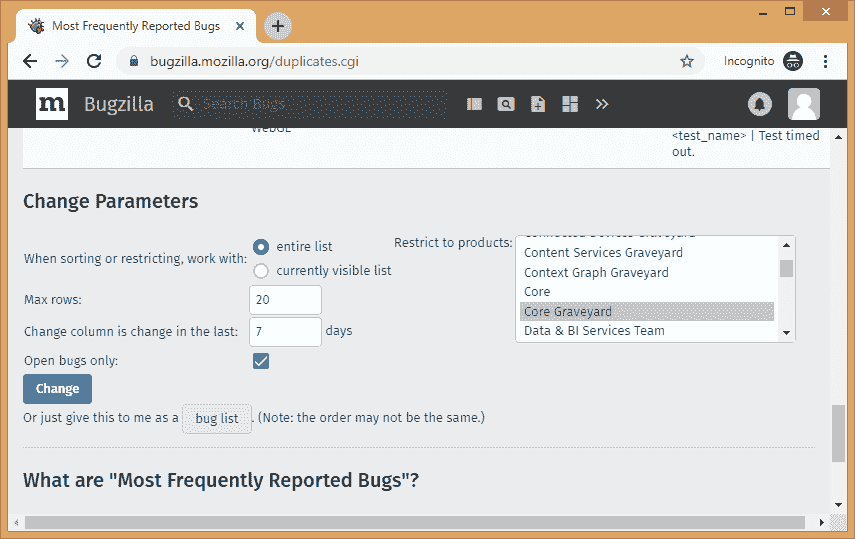 Most Frequently Reported Bugs
bugzilla.mozilla.org/duplicates.cgi
Incognito
m
Bugzilla
Search Bugs
WebGL
<test_name> | Test timed
out.
Change Parameters
When sorting or restricting, work with:
entire list
currently visible list
Restrict to products:
Connected Devices Graveyard
Content Services Graveyard
Context Graph Graveyard
Core
Core Graveyard
Data & BI Services Team
Max rows:
20
Change column is change in the last:
7
days
Open bugs only:
Change
Or just give this to me as a bug list. (Note: the order may not be the same.)
What are "Most Frequently Reported Bugs"?